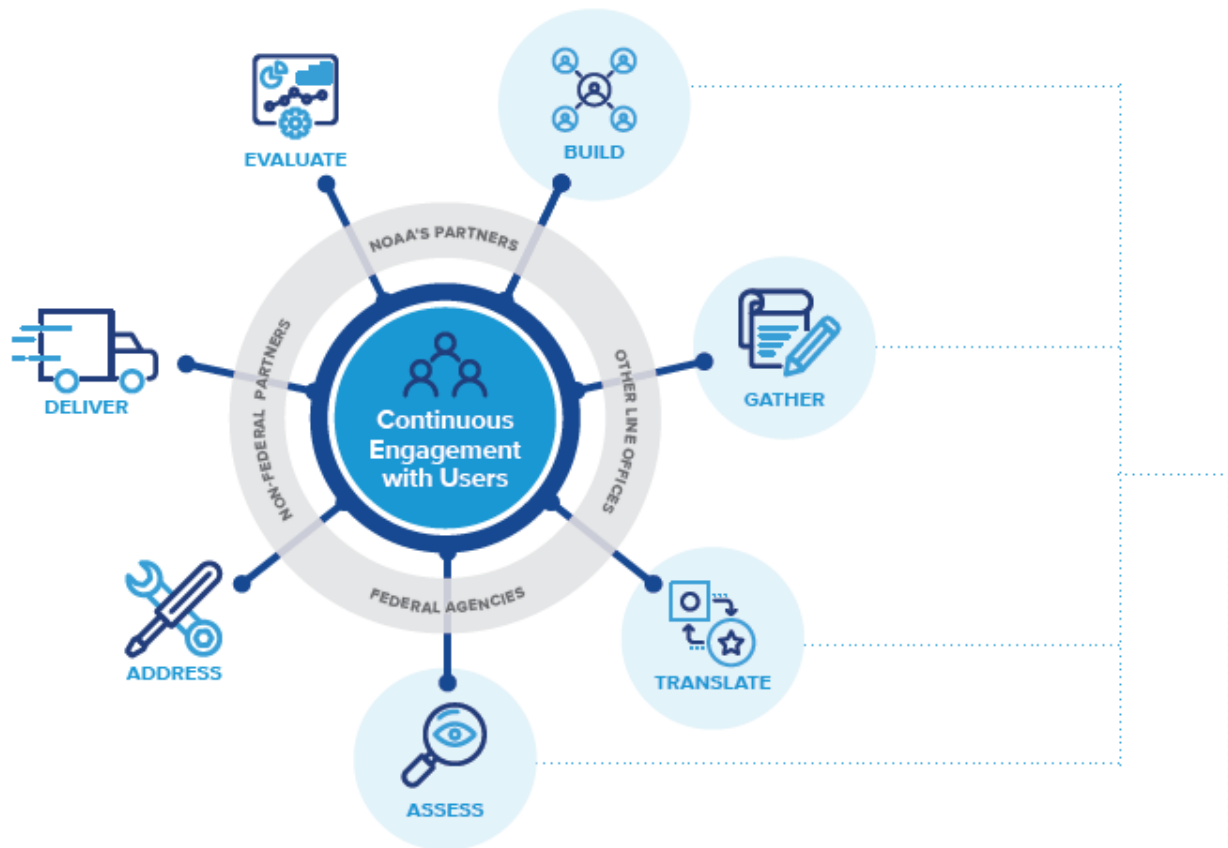 EVALUATE
BUILD
NOAA'S PARTNERS
OTHER LINE OFFICES
NON-FEDERAL PARTNERS
FEDERAL AGENCIES
Continuous
Engagement
with Users
DELIVER
GATHER
ADDRESS
TRANSLATE
ASSESS